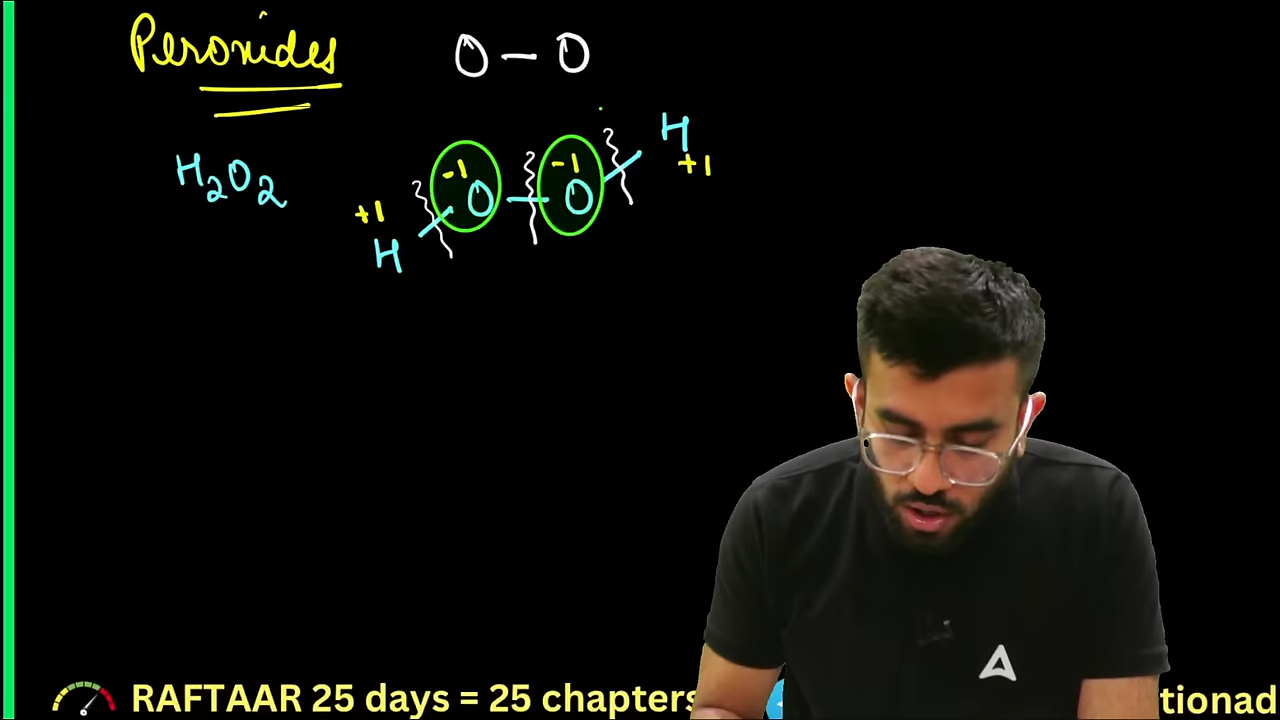 Peroxides
O - O
H₂O₂
+1 H -1 O - -1 O H +1
RAFTAAR 25 days = 25 chapters
tionad